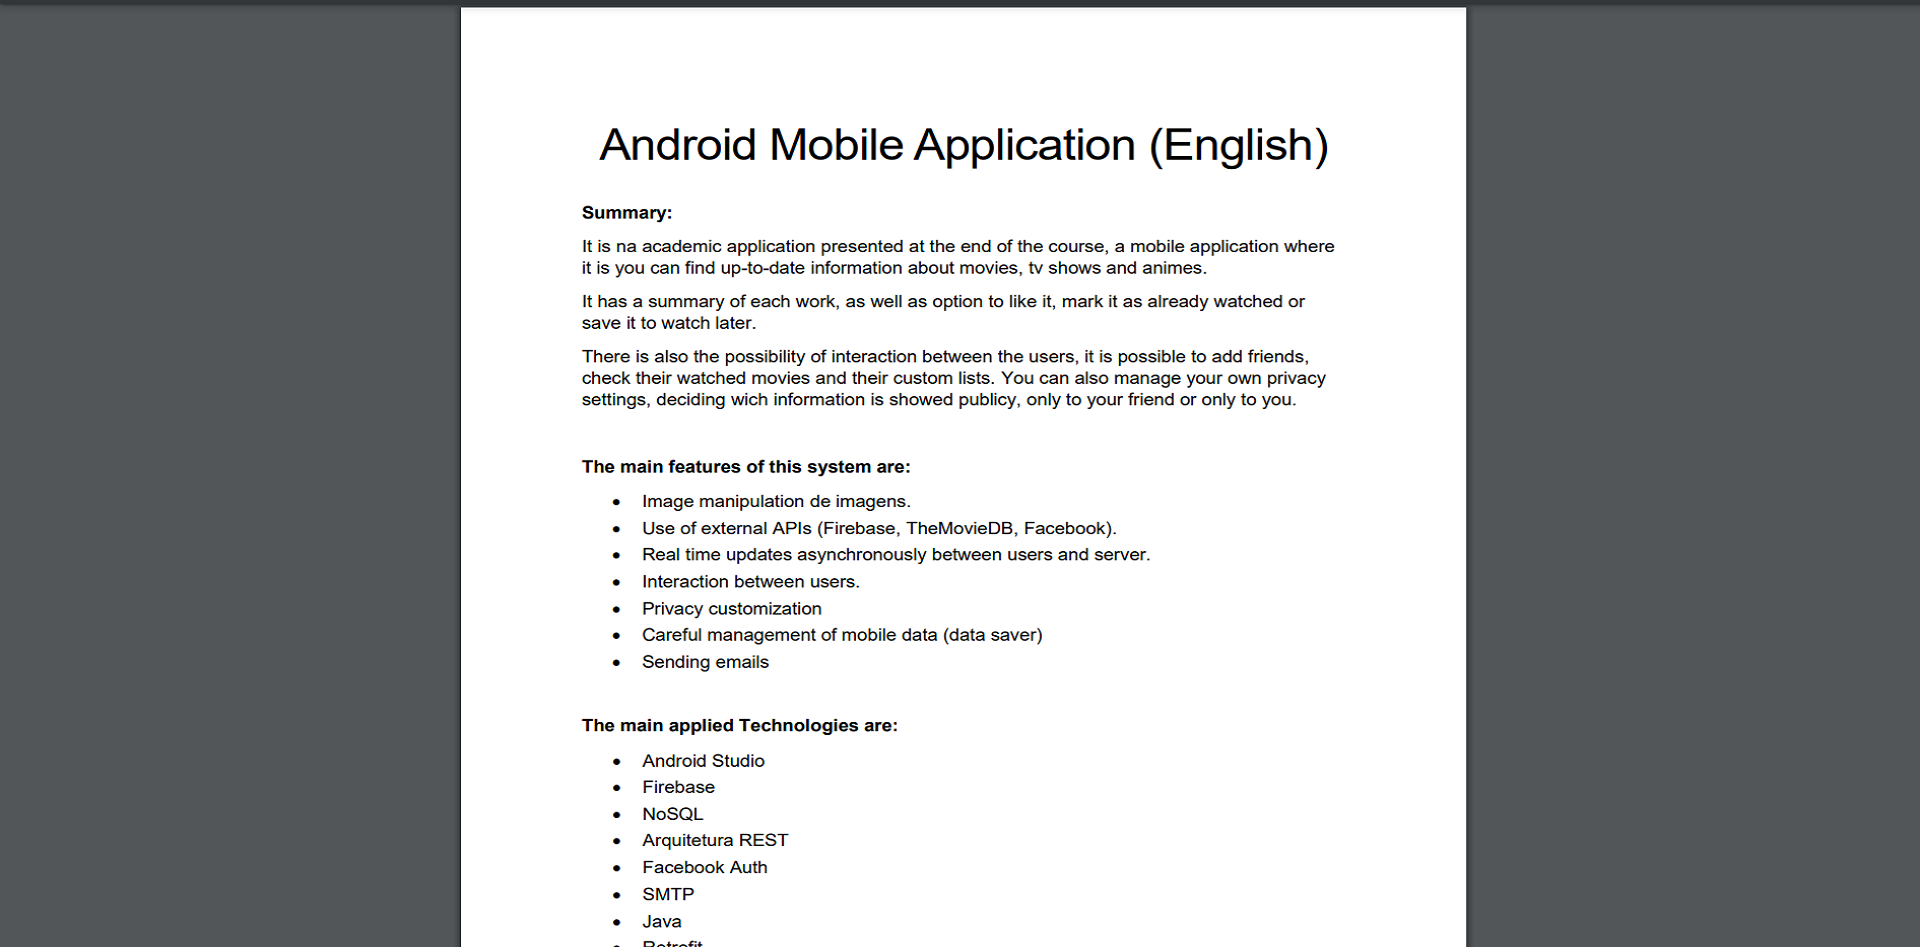 Android Mobile Application (English)
Summary:
It is na academic application presented at the end of the course, a mobile application where
it is you can find up-to-date information about movies, tv shows and animes.
It has a summary of each work, as well as option to like it, mark it as already watched or
save it to watch later.
There is also the possibility of interaction between the users, it is possible to add friends,
check their watched movies and their custom lists. You can also manage your own privacy
settings, deciding wich information is showed publicy, only to your friend or only to you.
The main features of this system are:
• Image manipulation de imagens.
• Use of external APIs (Firebase, TheMovieDB, Facebook).
• Real time updates asynchronously between users and server.
• Interaction between users.
• Privacy customization
• Careful management of mobile data (data saver)
• Sending emails
The main applied Technologies are:
• Android Studio
• Firebase
• NoSQL
• Arquitetura REST
• Facebook Auth
• SMTP
• Java
• Retrofit